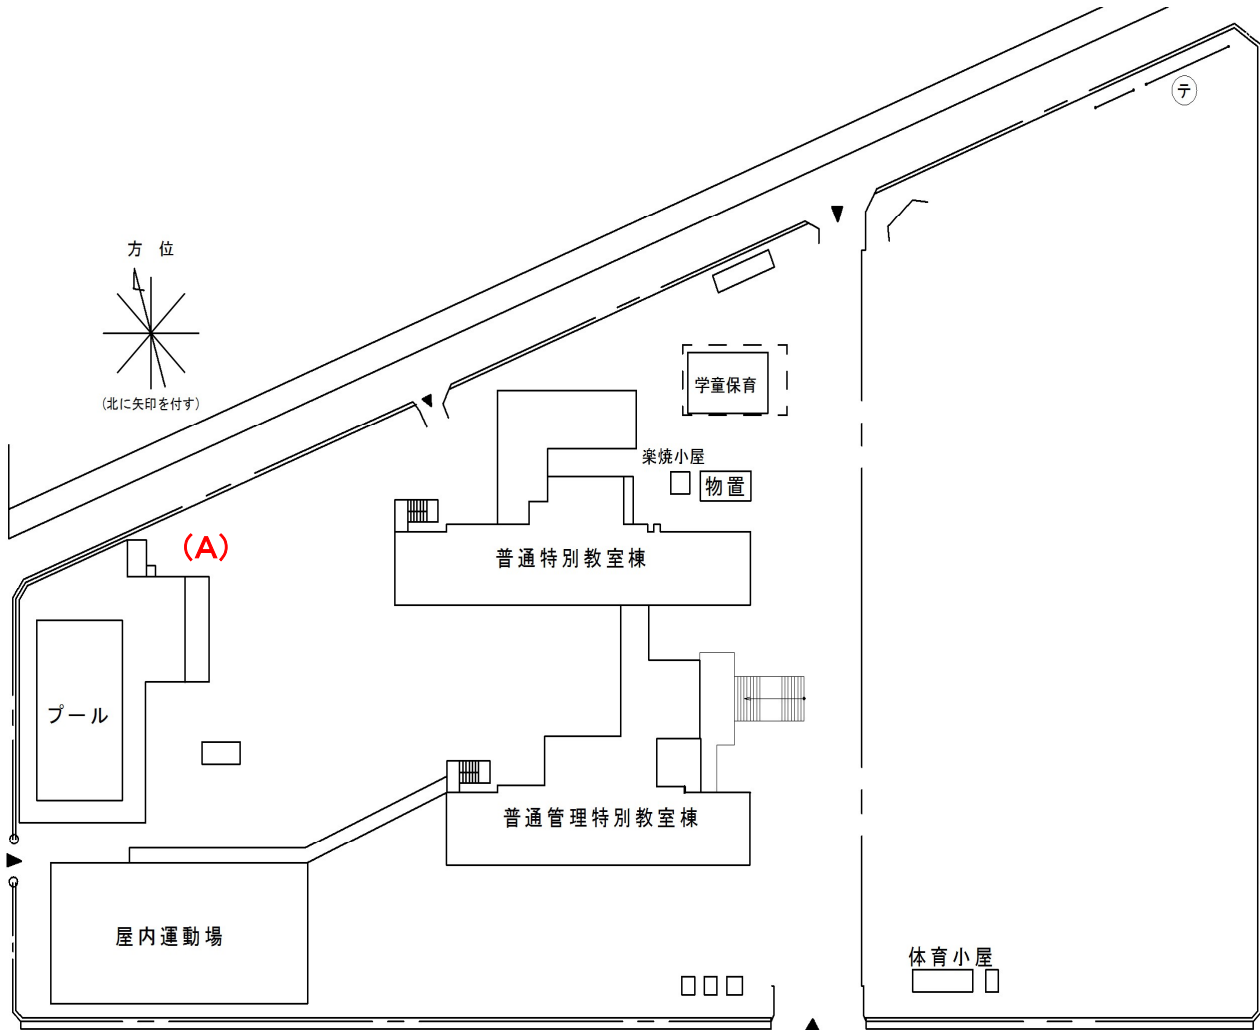 テ
方 位
(北に矢印を付す)
学童保育
楽焼小屋
物置
(A)
普通特別教室棟
プール
普通管理特別教室棟
屋内運動場
体育小屋